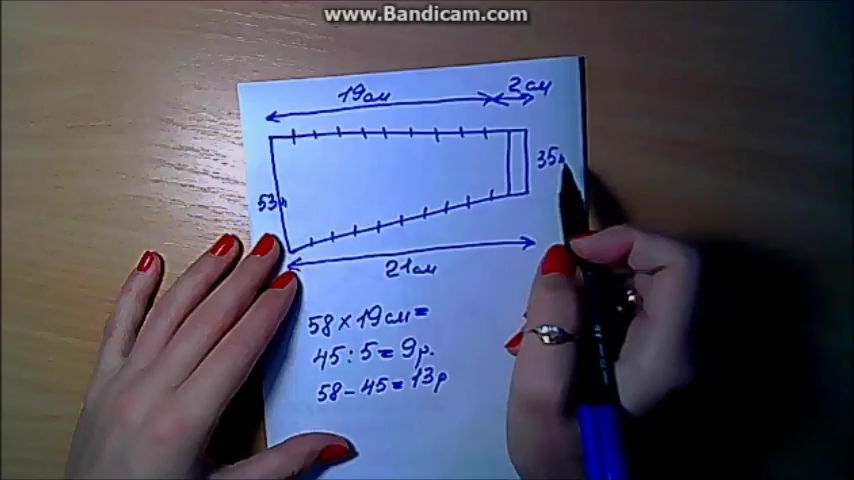 www.Bandicam.com
19см
2см
35п
53п
21см
58 × 19см =
45 : 5 = 9р.
58 - 45 = 13р